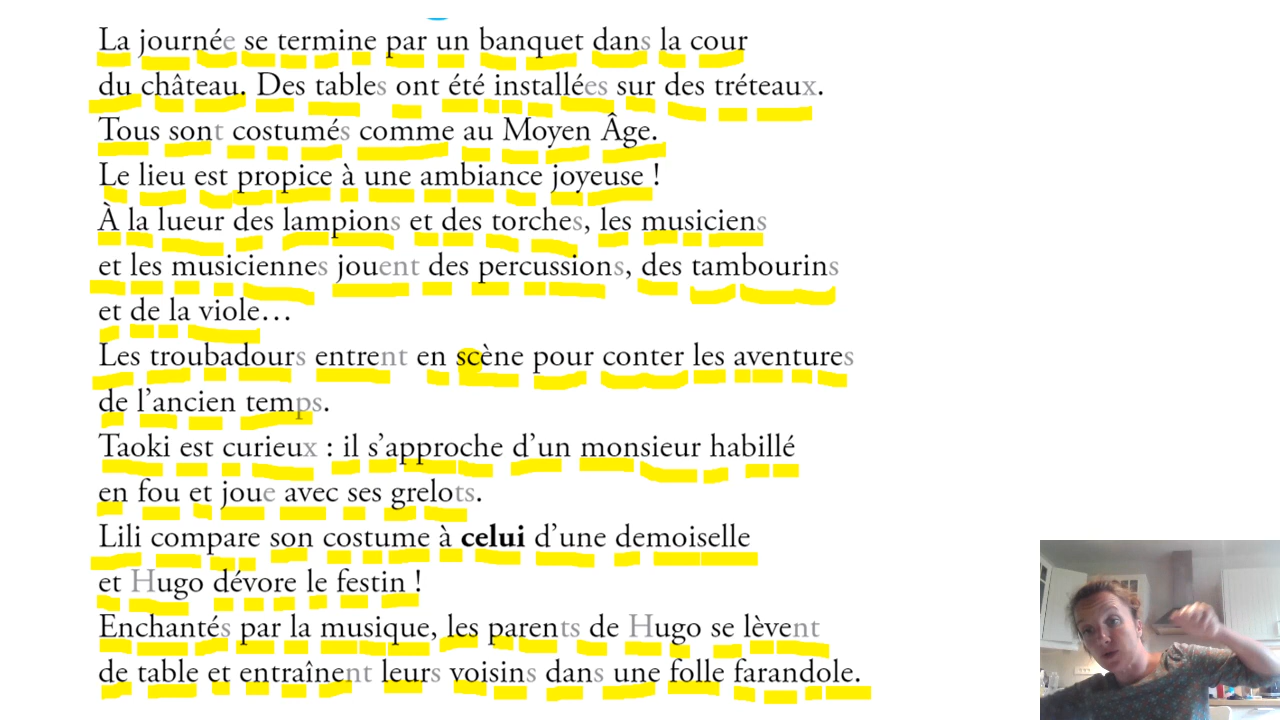 La journée se termine par un banquet dans la cour
du château. Des tables ont été installées sur des tréteaux.
Tous sont costumés comme au Moyen Âge.
Le lieu est propice à une ambiance joyeuse !
À la lueur des lampions et des torches, les musiciens
et les musiciennes jouent des percussions, des tambourins
et de la viole…
Les troubadours entrent en scène pour conter les aventures
de l’ancien temps.
Taoki est curieux : il s’approche d’un monsieur habillé
en fou et joue avec ses grelots.
Lili compare son costume à celui d’une demoiselle
et Hugo dévore le festin !
Enchantés par la musique, les parents de Hugo se lèvent
de table et entraînent leurs voisins dans une folle farandole.